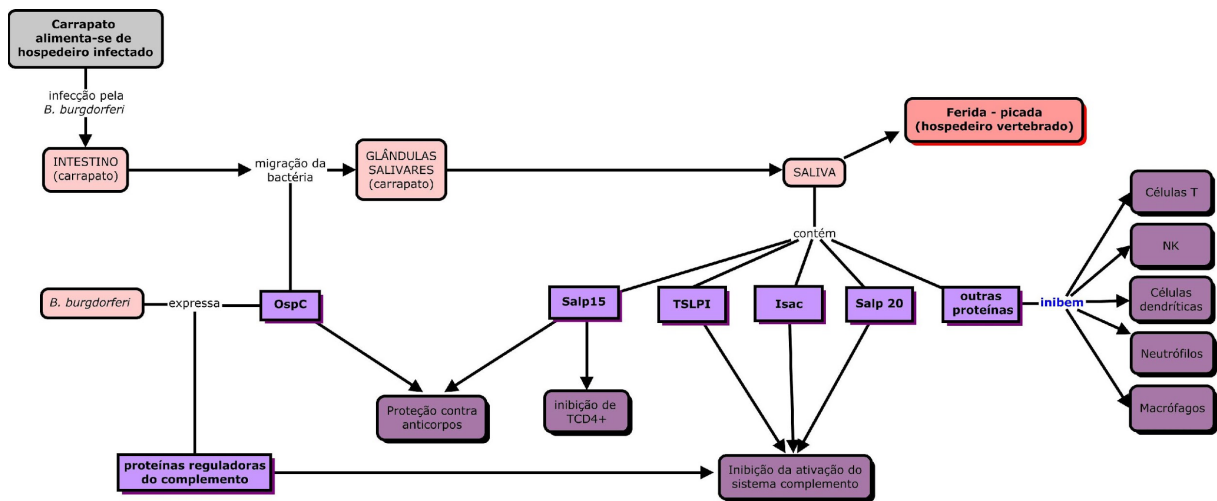 Carrapato
alimenta-se de
hospedeiro infectado
infecção pela
B. burgdorferi
Ferida - picada
(hospedeiro vertebrado)
INTESTINO
(carrapato)
migração da
bactéria
GLÂNDULAS
SALIVARES
(carrapato)
SALIVA
contém
Células T
NK
B. burgdorferi
expressa
OspC
Salp15
TSLPI
Isac
Salp 20
outras
proteínas
inibem
Células
dendríticas
Neutrófilos
Macrófagos
Proteção contra
anticorpos
inibição de
TCD4+
proteínas reguladoras
do complemento
Inibição da ativação do
sistema complemento